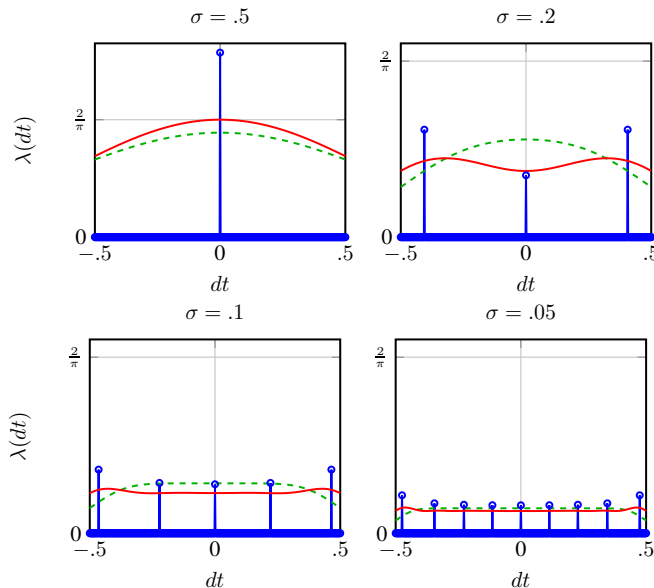 σ = .5
σ = .2
2/π
2/π
λ(dt)
0
0
−.5
0
.5
−.5
0
.5
dt
dt
σ = .1
σ = .05
2/π
2/π
λ(dt)
0
0
−.5
0
.5
−.5
0
.5
dt
dt